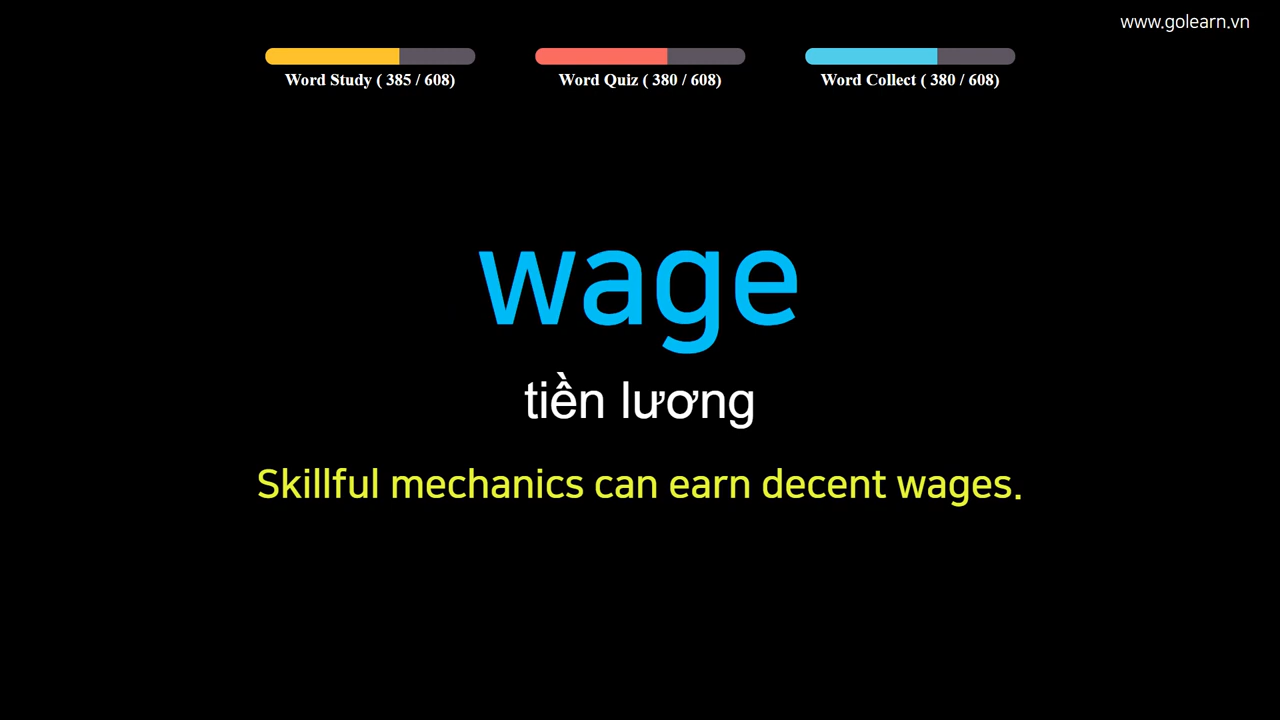 www.golearn.vn
Word Study ( 385 / 608)
Word Quiz ( 380 / 608)
Word Collect ( 380 / 608)
wage
tiền lương
Skillful mechanics can earn decent wages.